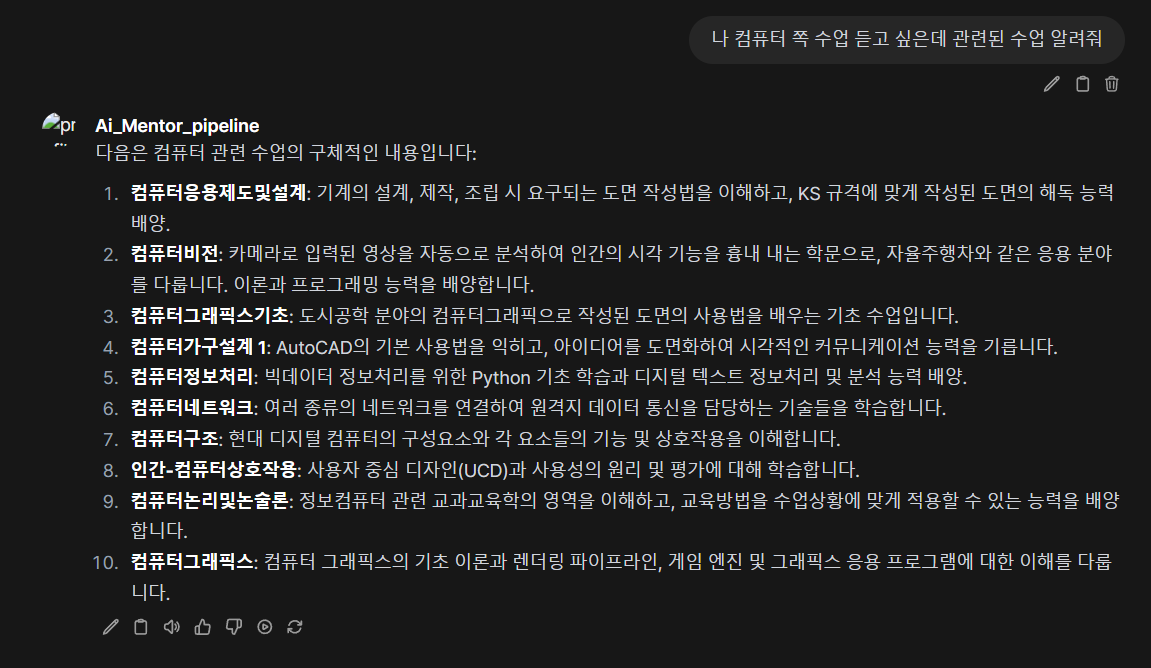 나 컴퓨터 쪽 수업 듣고 싶은데 관련된 수업 알려줘
pr
Ai_Mentor_pipeline
다음은 컴퓨터 관련 수업의 구체적인 내용입니다:
1. 컴퓨터응용제도및설계: 기계의 설계, 제작, 조립 시 요구되는 도면 작성법을 이해하고, KS 규격에 맞게 작성된 도면의 해독 능력
배양.
2. 컴퓨터비전: 카메라로 입력된 영상을 자동으로 분석하여 인간의 시각 기능을 흉내 내는 학문으로, 자율주행차와 같은 응용 분야
를 다룹니다. 이론과 프로그래밍 능력을 배양합니다.
3. 컴퓨터그래픽스기초: 도시공학 분야의 컴퓨터그래픽으로 작성된 도면의 사용법을 배우는 기초 수업입니다.
4. 컴퓨터가구설계 1: AutoCAD의 기본 사용법을 익히고, 아이디어를 도면화하여 시각적인 커뮤니케이션 능력을 기릅니다.
5. 컴퓨터정보처리: 빅데이터 정보처리를 위한 Python 기초 학습과 디지털 텍스트 정보처리 및 분석 능력 배양.
6. 컴퓨터네트워크: 여러 종류의 네트워크를 연결하여 원격지 데이터 통신을 담당하는 기술들을 학습합니다.
7. 컴퓨터구조: 현대 디지털 컴퓨터의 구성요소와 각 요소들의 기능 및 상호작용을 이해합니다.
8. 인간-컴퓨터상호작용: 사용자 중심 디자인(UCD)과 사용성의 원리 및 평가에 대해 학습합니다.
9. 컴퓨터논리및논술론: 정보컴퓨터 관련 교과교육학의 영역을 이해하고, 교육방법을 수업상황에 맞게 적용할 수 있는 능력을 배양
합니다.
10. 컴퓨터그래픽스: 컴퓨터 그래픽스의 기초 이론과 렌더링 파이프라인, 게임 엔진 및 그래픽스 응용 프로그램에 대한 이해를 다룹
니다.